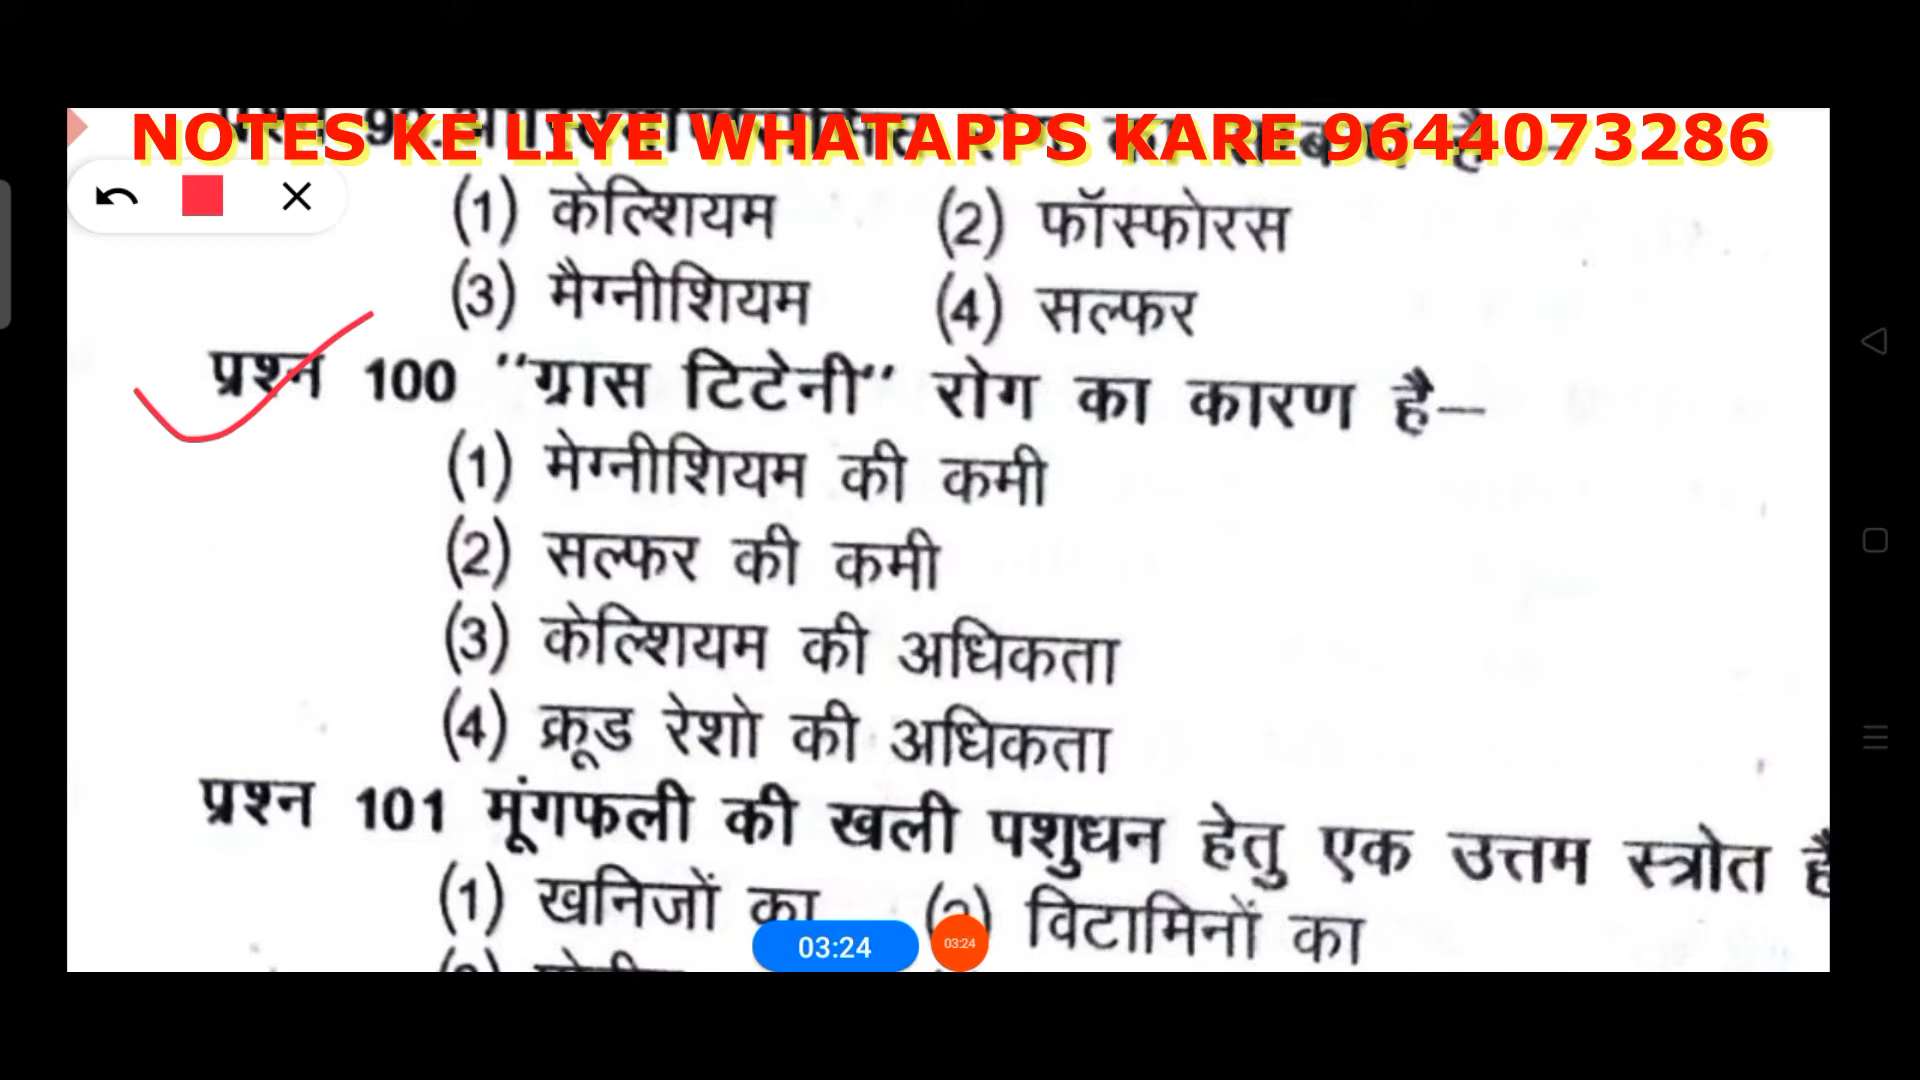 NOTES KE LIYE WHATAPPS KARE 9644073286
(1) केल्शियम (2) फॉस्फोरस
(3) मैग्नीशियम (4) सल्फर
प्रश्न 100 "ग्रास टिटेनी" रोग का कारण है—
(1) मेग्नीशियम की कमी
(2) सल्फर की कमी
(3) केल्शियम की अधिकता
(4) क्रूड रेशो की अधिकता
प्रश्न 101 मूंगफली की खली पशुधन हेतु एक उत्तम स्त्रोत है
(1) खनिजों का (2) विटामिनों का
03:24 03:24